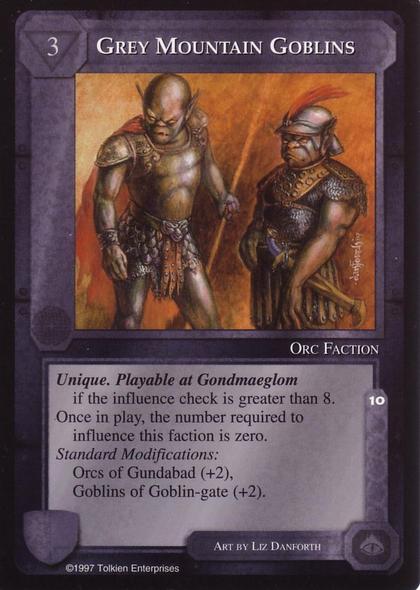 3
GREY MOUNTAIN GOBLINS
ORC FACTION
Unique. Playable at Gondmaeglom
if the influence check is greater than 8.
Once in play, the number required to
influence this faction is zero.
Standard Modifications:
Orcs of Gundabad (+2),
Goblins of Goblin-gate (+2).
10
ART BY LIZ DANFORTH
©1997 Tolkien Enterprises